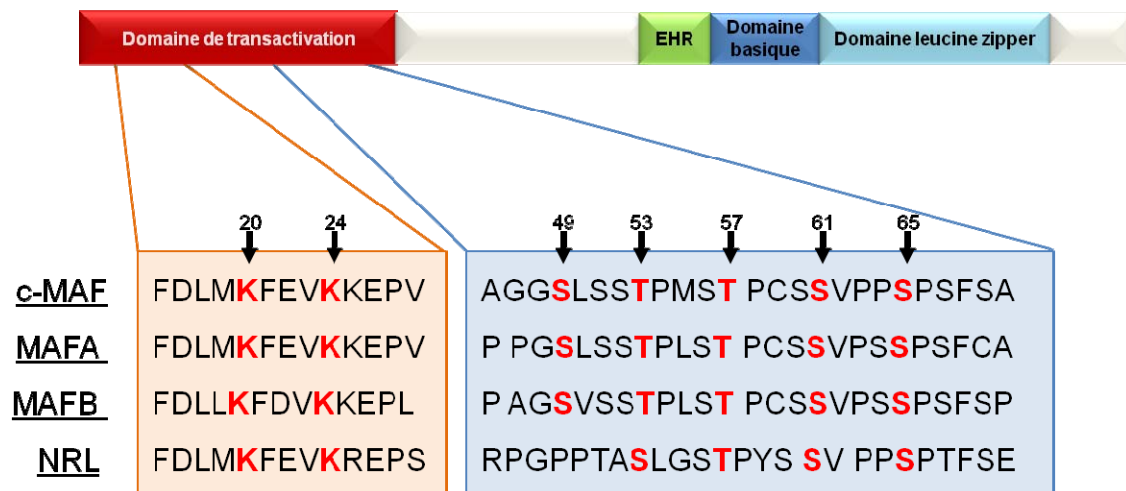 Domaine de transactivation EHR Domaine basique Domaine leucine zipper
20 24 49 53 57 61 65
c-MAF FDLMKFEVKKEPV AGGSLSSTPMST PCSSVPPSPSFSA
MAFA FDLMKFEVKKEPV P PGSLSSTPLST PCSSVPSSPSFCA
MAFB FDLLKFDVKKEPL P AGSVSSTPLST PCSSVPSSPSFSP
NRL FDLMKFEVKREPS RPGPPTASLGSTPYS SV PPSPTFSE